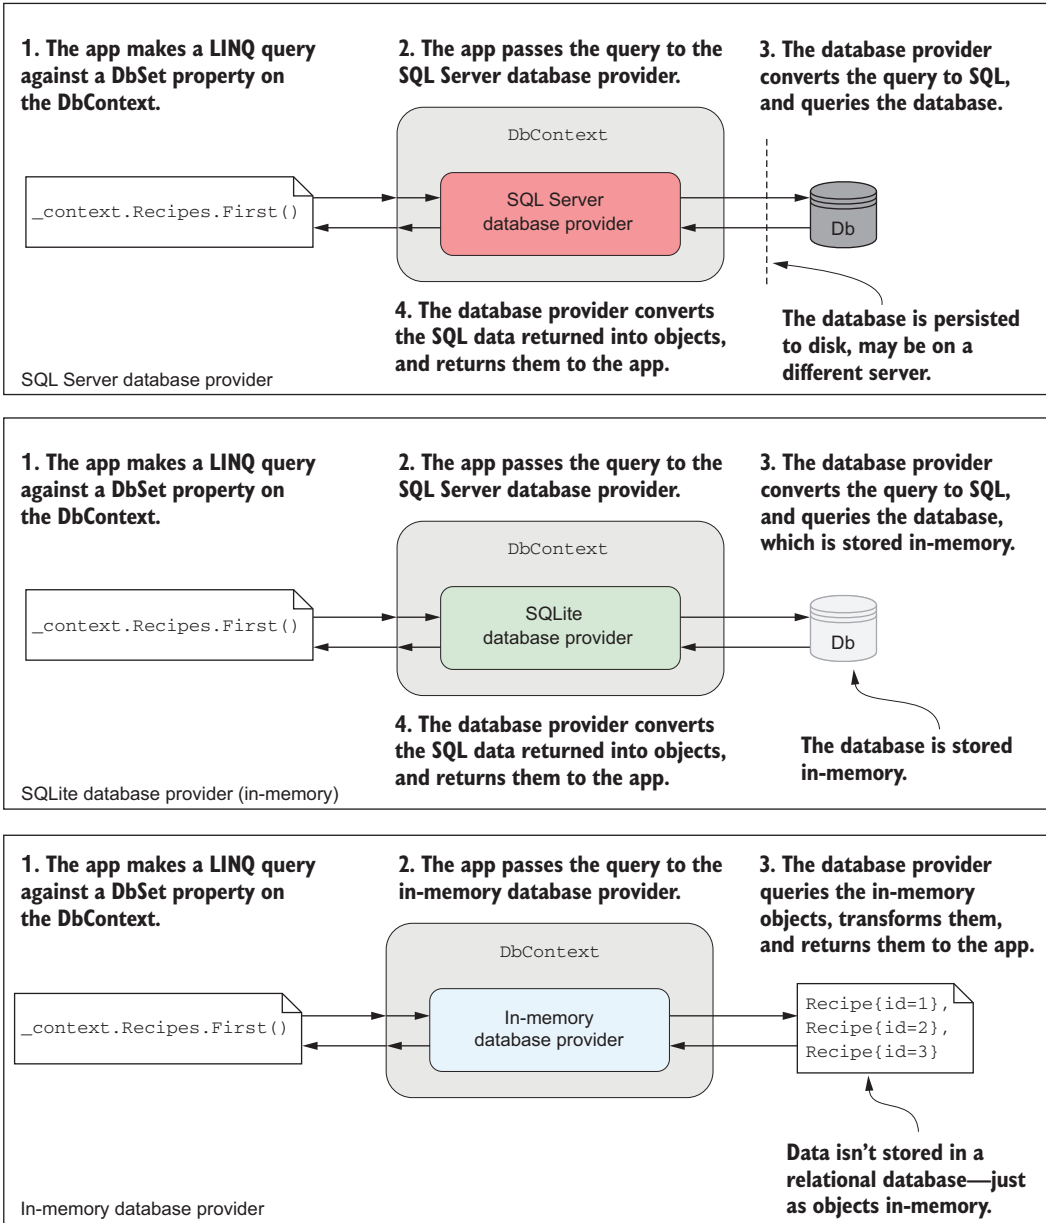 1. The app makes a LINQ query
against a DbSet property on
the DbContext.
2. The app passes the query to the
SQL Server database provider.
3. The database provider
converts the query to SQL,
and queries the database.
DbContext
_context.Recipes.First()
SQL Server
database provider
Db
4. The database provider converts
the SQL data returned into objects,
and returns them to the app.
The database is persisted
to disk, may be on a
different server.
SQL Server database provider
1. The app makes a LINQ query
against a DbSet property on
the DbContext.
2. The app passes the query to the
SQL Server database provider.
3. The database provider
converts the query to SQL,
and queries the database,
which is stored in-memory.
DbContext
_context.Recipes.First()
SQLite
database provider
Db
4. The database provider converts
the SQL data returned into objects,
and returns them to the app.
The database is stored
in-memory.
SQLite database provider (in-memory)
1. The app makes a LINQ query
against a DbSet property on
the DbContext.
2. The app passes the query to the
in-memory database provider.
3. The database provider
queries the in-memory
objects, transforms them,
and returns them to the app.
DbContext
_context.Recipes.First()
In-memory
database provider
Recipe{id=1},
Recipe{id=2},
Recipe{id=3}
Data isn’t stored in a
relational database—just
as objects in-memory.
In-memory database provider